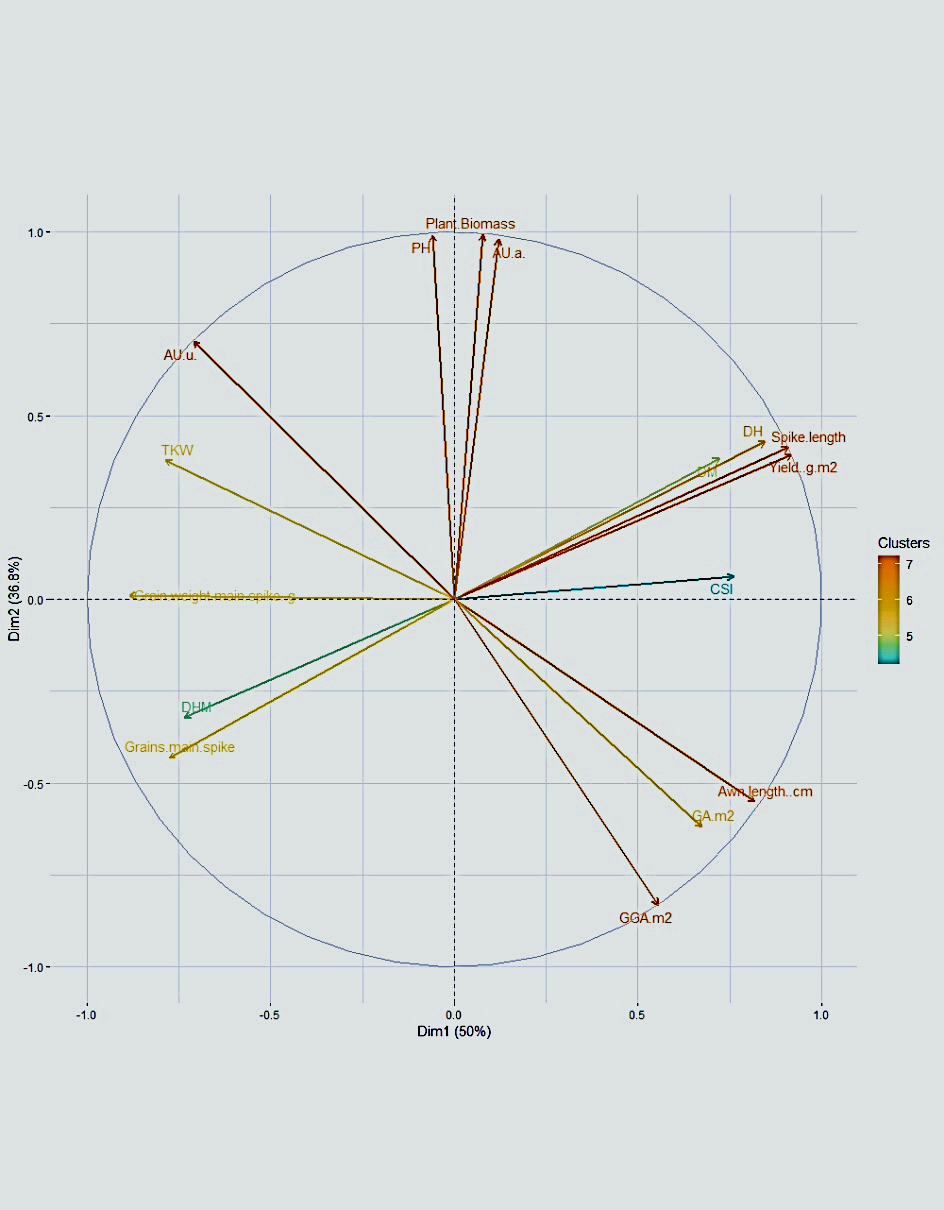 Plant.Biomass
1.0
PH
AU.a.
AU.u.
0.5
DH
Spike.length
TKW
DM
Yield..g.m2
Clusters
7
6
5
Dim2 (36.8%)
0.0
Grain.weight.main.spike..g
CSI
DHM
Grains.main.spike
-0.5
Awn.length..cm
GA.m2
GGA.m2
-1.0
-1.0 -0.5 0.0 0.5 1.0
Dim1 (50%)